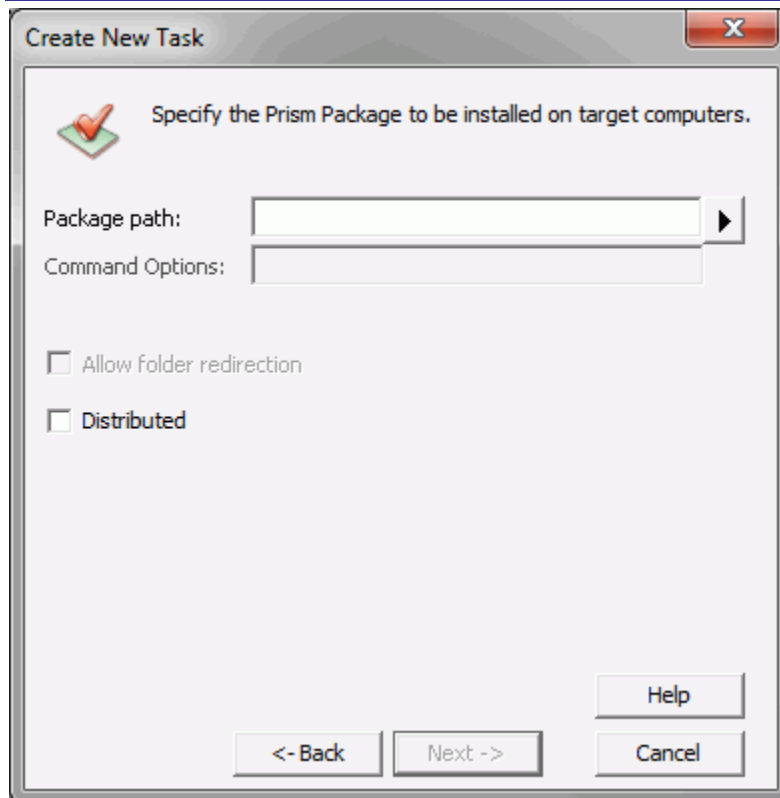 Create New Task
Specify the Prism Package to be installed on target computers.
Package path:
Command Options:
Allow folder redirection
Distributed
Help
<- Back
Next ->
Cancel